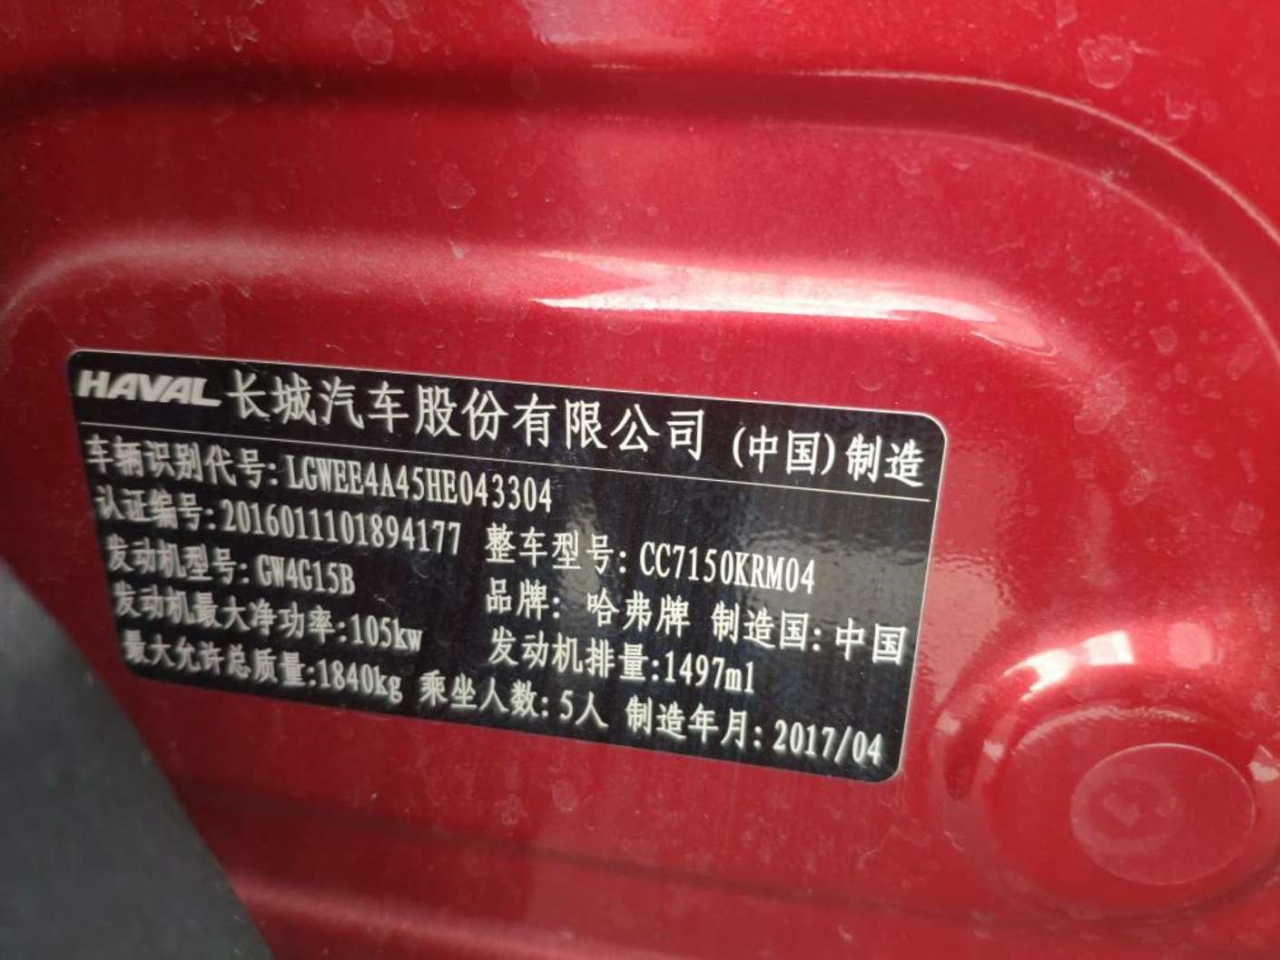 HAVAL 长城汽车股份有限公司 (中国)制造
车辆识别代号:LGWEE4A45HE043304
认证编号:2016011101894177 整车型号:CC7150KRM04
发动机型号:GW4G15B 品牌:哈弗牌 制造国:中国
发动机最大净功率:105kw 发动机排量:1497ml
最大允许总质量:1840kg 乘坐人数:5人 制造年月:2017/04